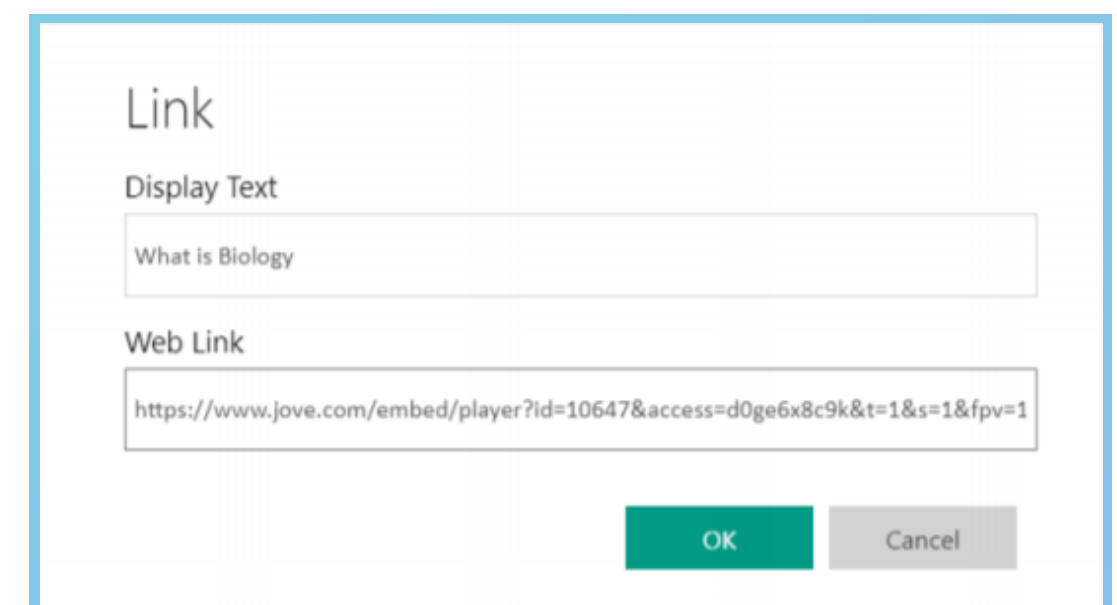 Link
Display Text
What is Biology
Web Link
https://www.jove.com/embed/player?id=10647&access=d0ge6x8c9k&t=1&s=1&fpv=1
OK Cancel